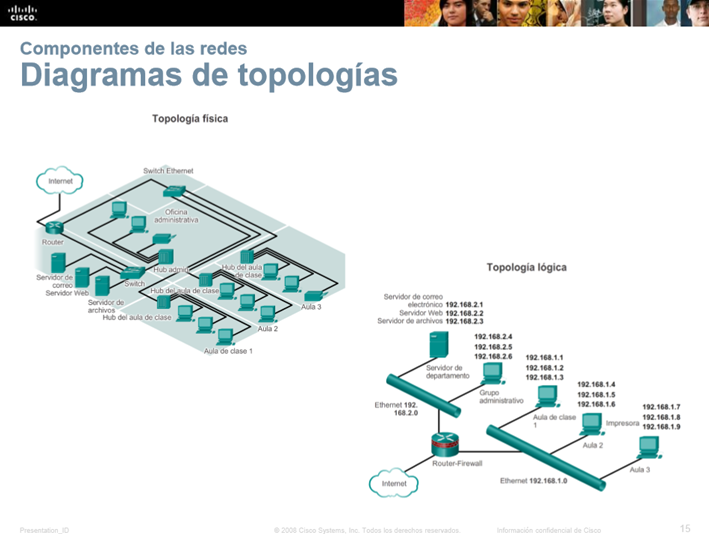 CISCO
Componentes de las redes
Diagramas de topologías
Topología física
Switch Ethernet
Internet
Oficina
administrativa
Router
Hub admit
Hub del aula
de clase
Servidor de
correo
Switch
Servidor Web
Hub del aula de clase
Servidor de
archivos
Aula 3
Hub del aula de clase
Aula 2
Aula de clase 1
Topología lógica
Servidor de correo
electrónico 192.168.2.1
Servidor Web 192.168.2.2
Servidor de archivos 192.168.2.3
192.168.2.4
192.168.2.5
192.168.2.6
192.168.1.1
192.168.1.2
192.168.1.3
Servidor de
departamento
192.168.1.4
192.168.1.5
192.168.1.6
Grupo
administrativo
Ethernet 192.
168.2.0
192.168.1.7
192.168.1.8
192.168.1.9
Aula de clase
1
Impresora
Aula 2
Router-Firewall
Aula 3
Internet
Ethernet 192.168.1.0
Presentation_ID
© 2008 Cisco Systems, Inc. Todos los derechos reservados.
Información confidencial de Cisco
15